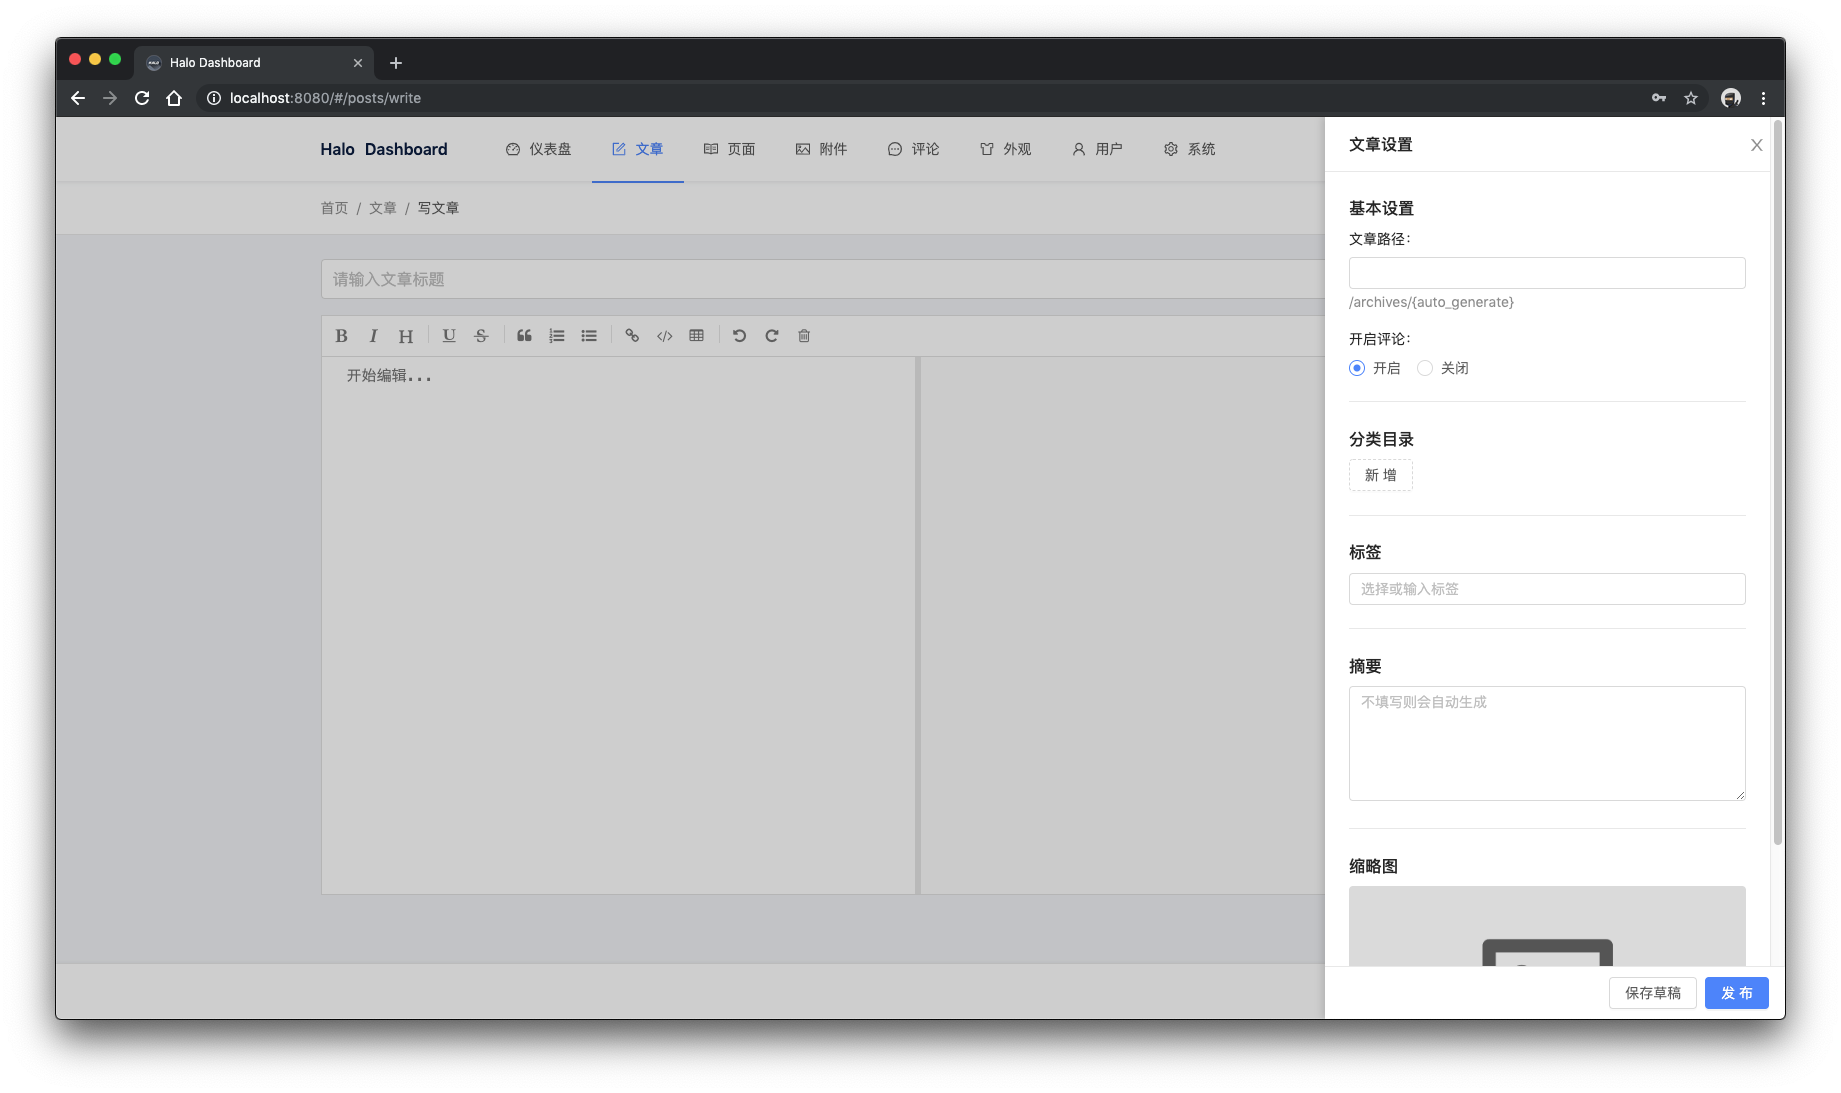 Halo Dashboard
localhost:8080/#/posts/write
Halo Dashboard 仪表盘 文章 页面 附件 评论 外观 用户 系统
首页 / 文章 / 写文章
请输入文章标题
B I H U S
开始编辑...
文章设置
基本设置
文章路径：
/archives/{auto_generate}
开启评论：
开启 关闭
分类目录
新 增
标签
选择或输入标签
摘要
不填写则会自动生成
缩略图
保存草稿 发 布